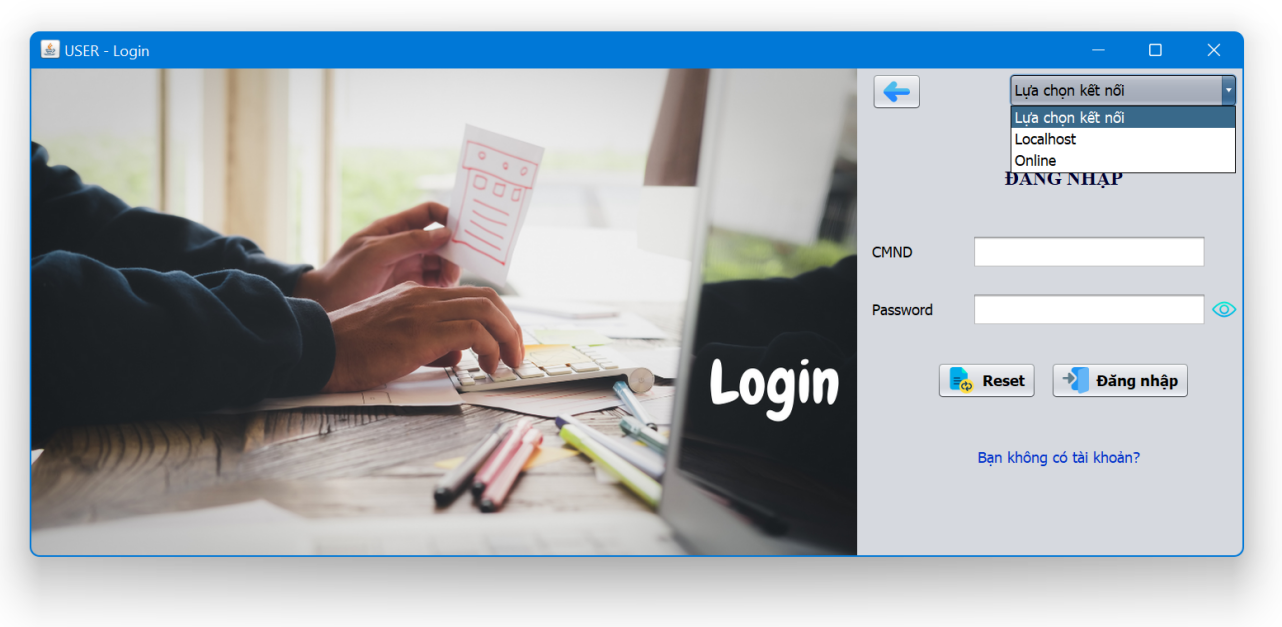 USER - Login
Lựa chọn kết nối
Lựa chọn kết nối
Localhost
Online
ĐĂNG NHẬP
CMND
Password
Login
Reset
Đăng nhập
Bạn không có tài khoản?